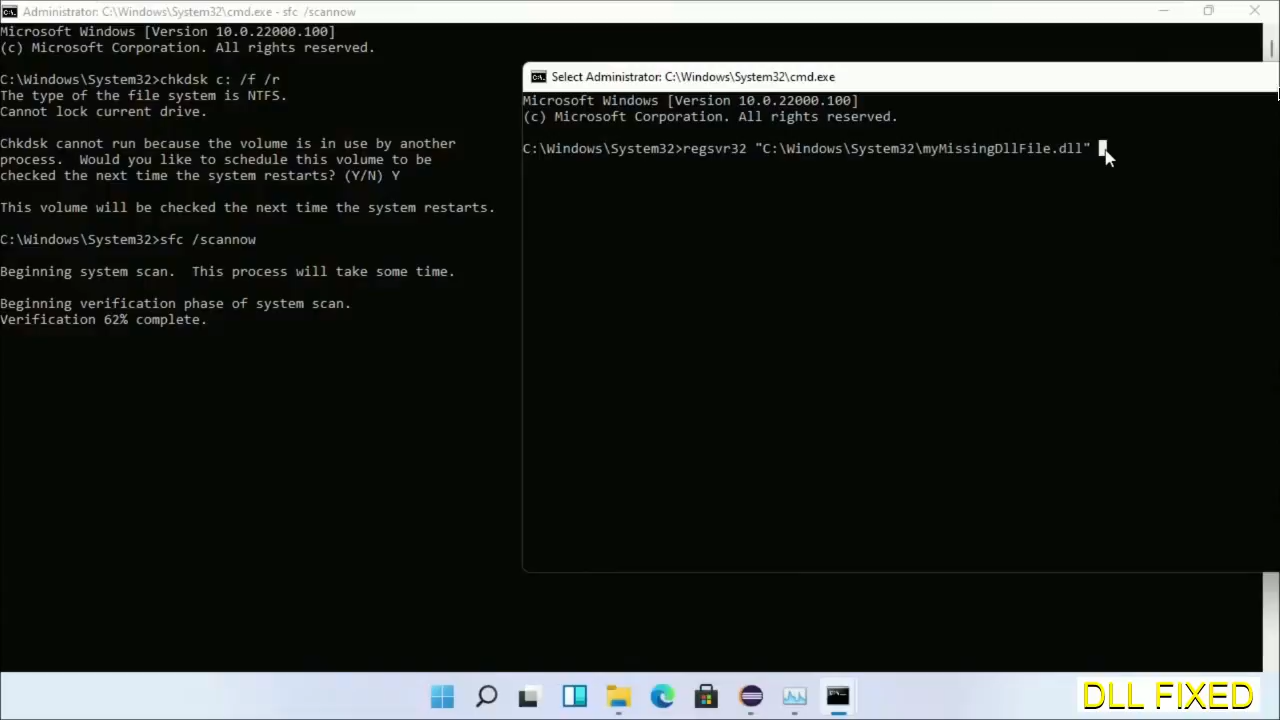 Administrator: C:\Windows\System32\cmd.exe - sfc /scannow
Microsoft Windows [Version 10.0.22000.100]
(c) Microsoft Corporation. All rights reserved.
C:\Windows\System32>chkdsk c: /f /r
The type of the file system is NTFS.
Cannot lock current drive.
Chkdsk cannot run because the volume is in use by another
process.  Would you like to schedule this volume to be
checked the next time the system restarts? (Y/N) Y
This volume will be checked the next time the system restarts.
C:\Windows\System32>sfc /scannow
Beginning system scan.  This process will take some time.
Beginning verification phase of system scan.
Verification 62% complete.
Select Administrator: C:\Windows\System32\cmd.exe
Microsoft Windows [Version 10.0.22000.100]
(c) Microsoft Corporation. All rights reserved.
C:\Windows\System32>regsvr32 "C:\Windows\System32\myMissingDllFile.dll"
DLL FIXED